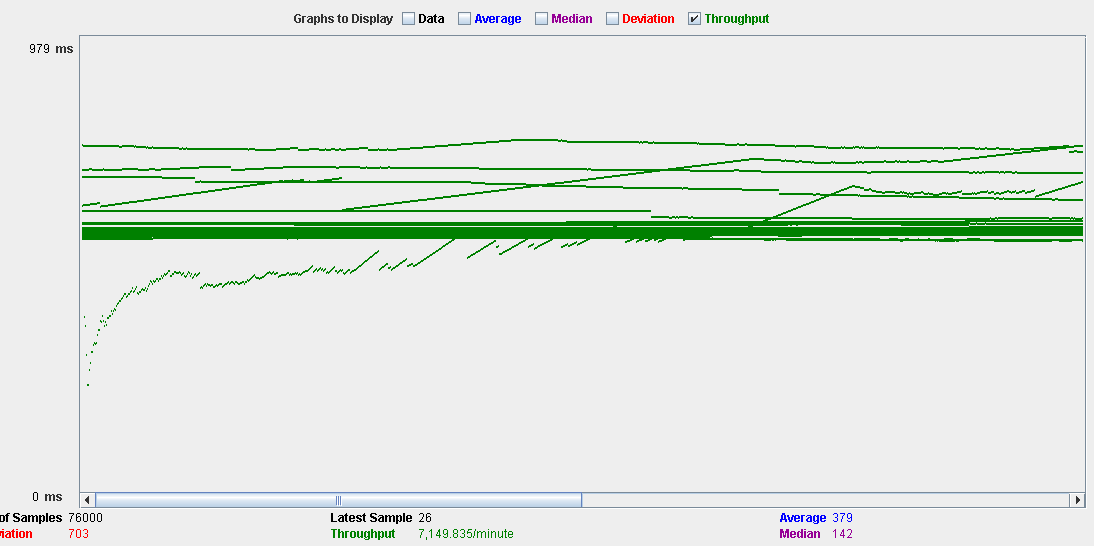 Graphs to Display Data Average Median Deviation Throughput
979 ms
0 ms
of Samples 76000 Latest Sample 26 Average 379
iation 703 Throughput 7,149.835/minute Median 142